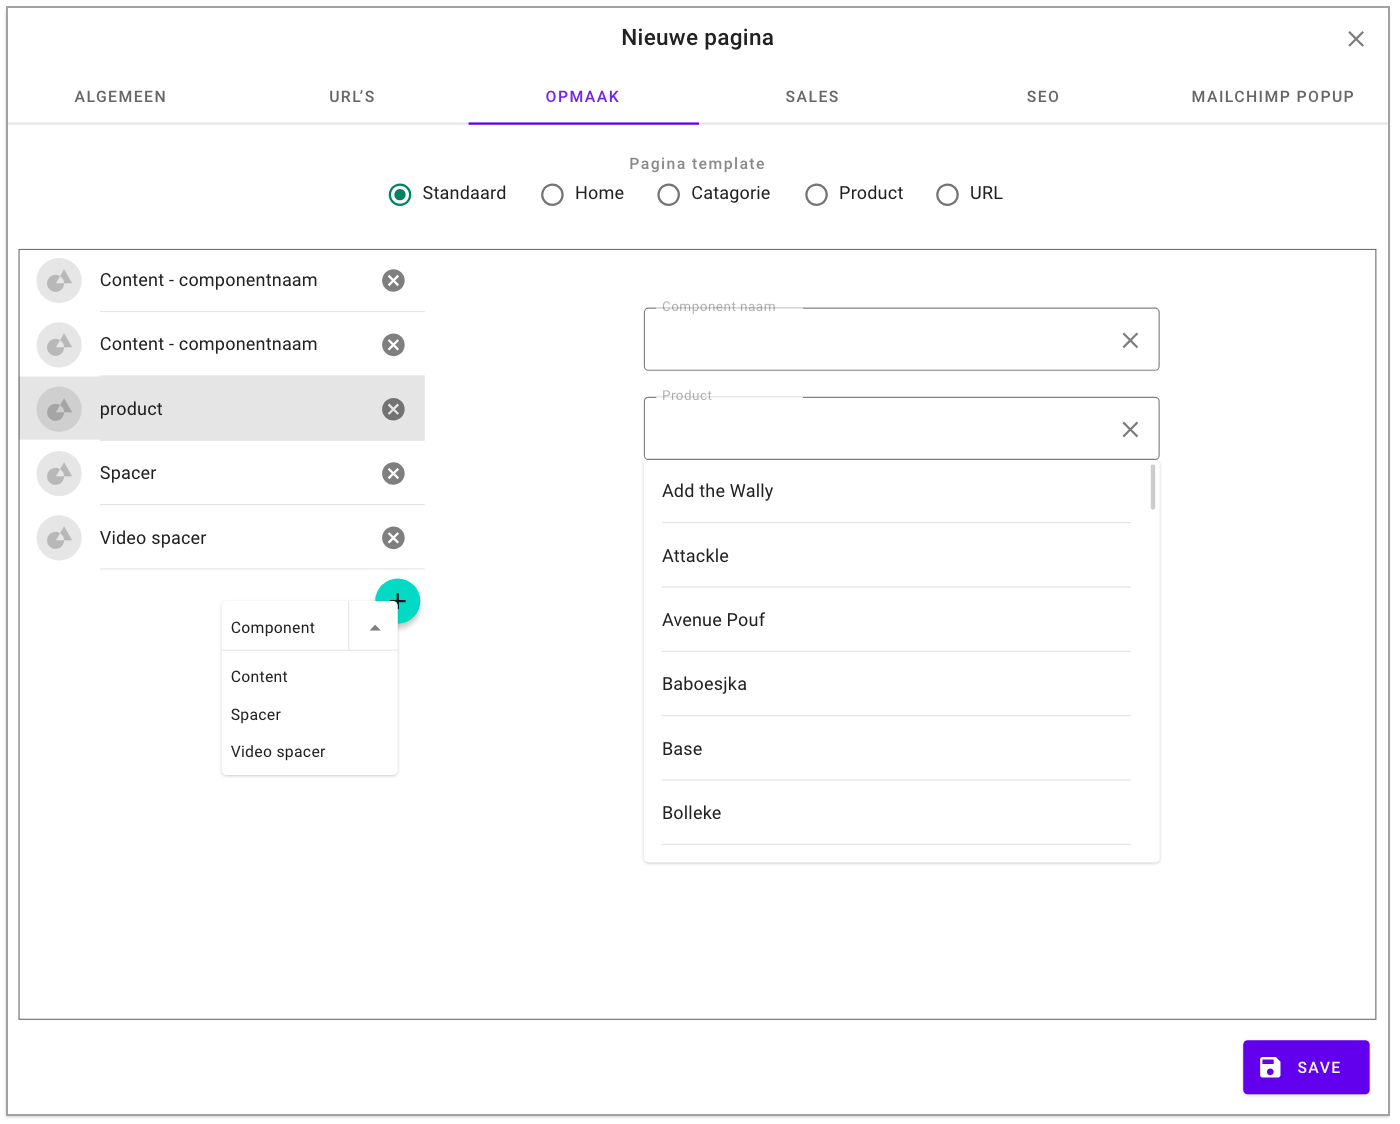 Nieuwe pagina
ALGEMEEN URL’S OPMAAK SALES SEO MAILCHIMP POPUP
Pagina template
Standaard Home Catagorie Product URL
Content - componentnaam
Content - componentnaam
product
Spacer
Video spacer
Component
Content
Spacer
Video spacer
Component naam
Product
Add the Wally
Attackle
Avenue Pouf
Baboesjka
Base
Bolleke
SAVE